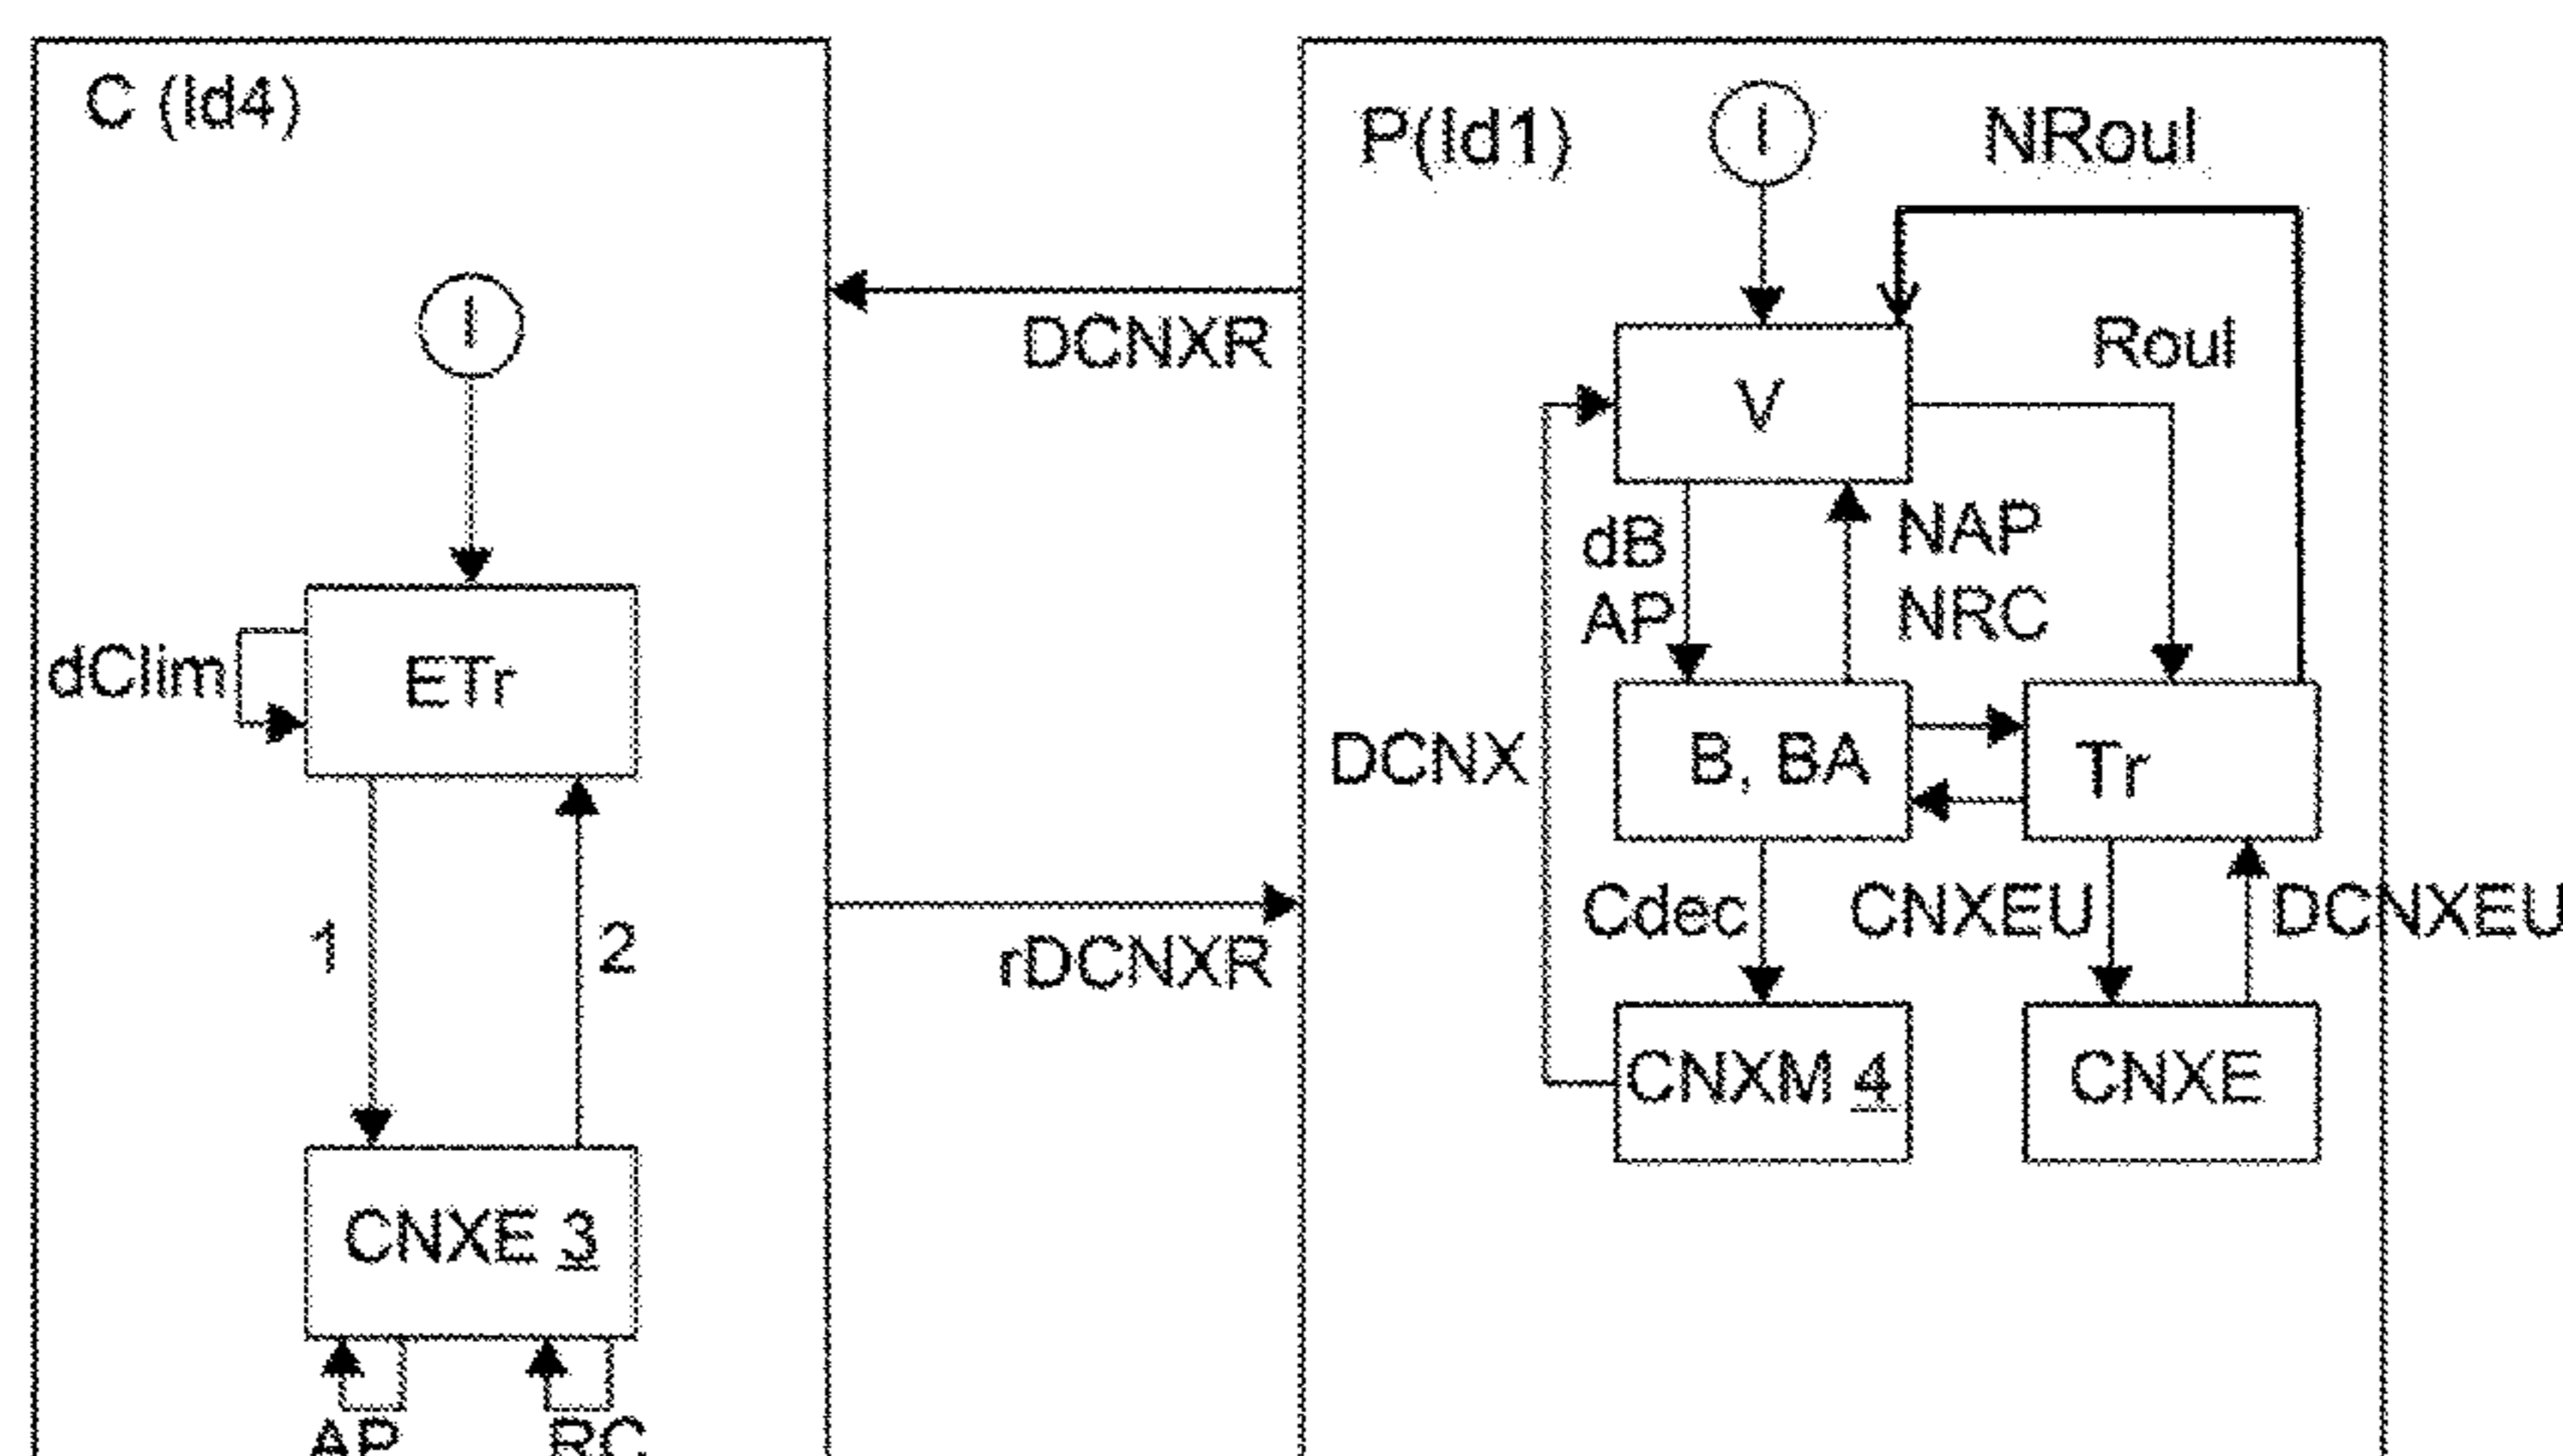 C (Id4)
I
dClim
ETr
1
2
CNXE 3
AP
RC
DCNXR
rDCNXR
P(Id1)
I
NRoul
Roul
V
dB
AP
NAP
NRC
DCNX
B, BA
Tr
Cdec
CNXEU
DCNXEU
CNXM 4
CNXE